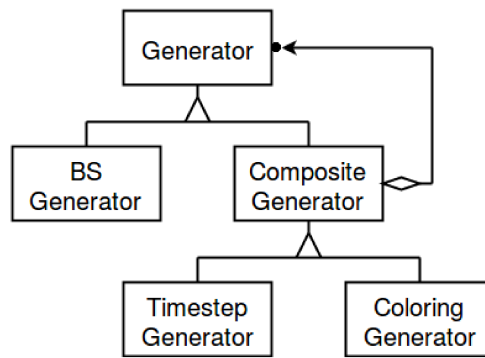 Generator
BS
Generator
Composite
Generator
Timestep
Generator
Coloring
Generator